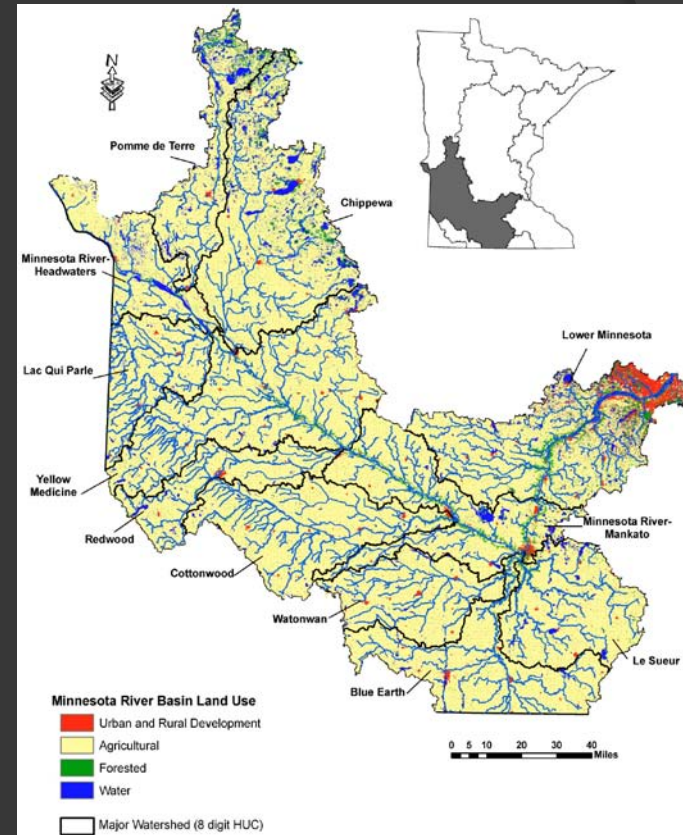 N
Pomme de Terre
Chippewa
Minnesota River-
Headwaters
Lower Minnesota
Lac Qui Parle
Yellow
Medicine
Minnesota River-
Mankato
Redwood
Cottonwood
Watonwan
Le Sueur
Blue Earth
Minnesota River Basin Land Use
Urban and Rural Development
Agricultural
Forested
Water
Major Watershed (8 digit HUC)
0 5 10 20 30 40
Miles